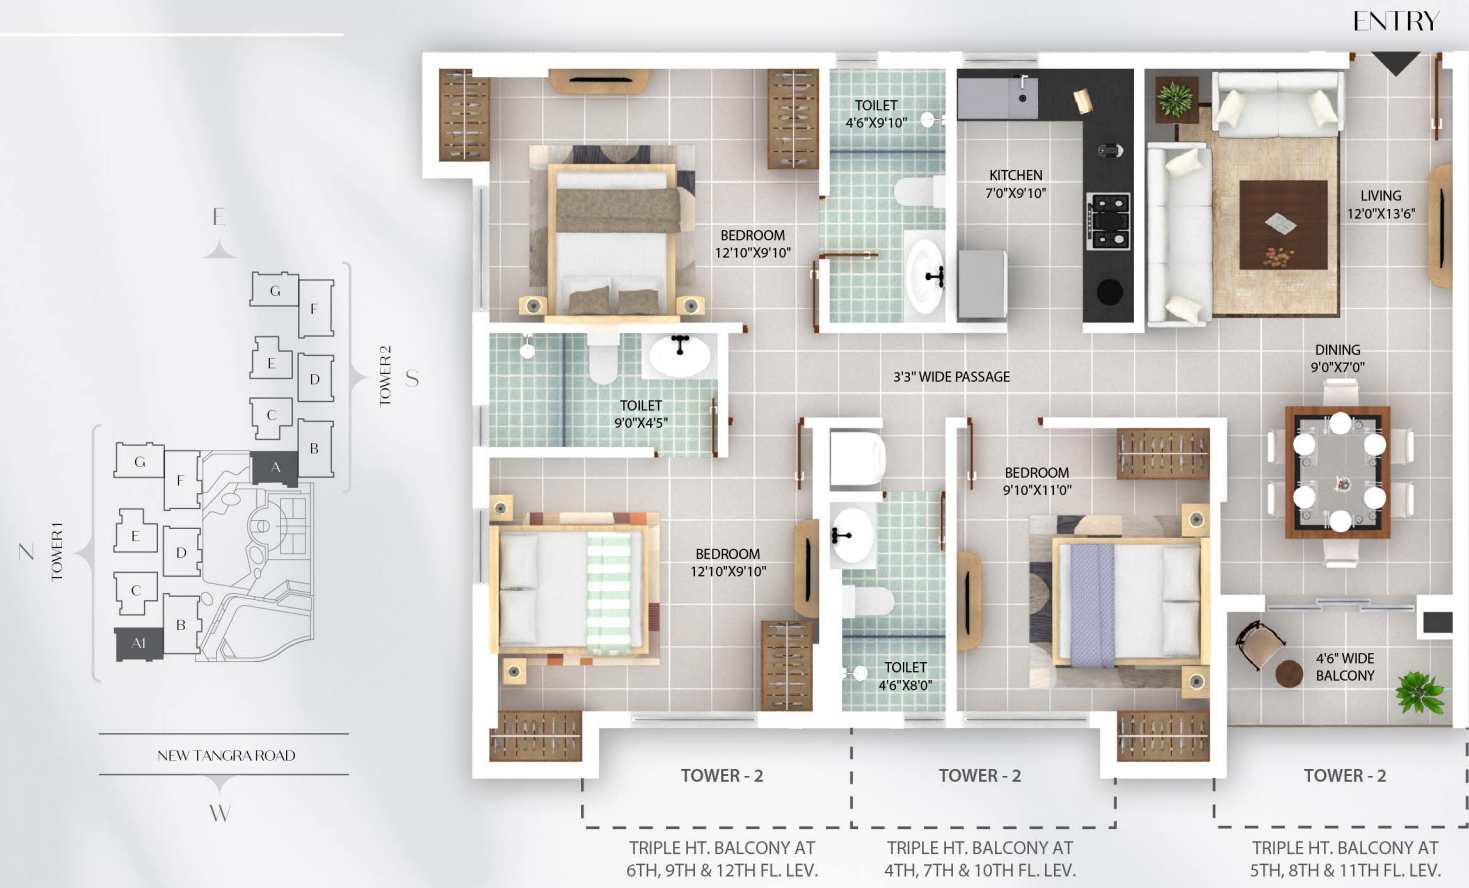 ENTRY
TOILET
4'6"X9'10"
KITCHEN
7'0"X9'10"
LIVING
12'0"X13'6"
BEDROOM
12'10"X9'10"
DINING
9'0"X7'0"
3'3" WIDE PASSAGE
TOILET
9'0"X4'5"
BEDROOM
9'10"X11'0"
BEDROOM
12'10"X9'10"
TOILET
4'6"X8'0"
4'6" WIDE
BALCONY
E
G
F
E
D
C
B
A
TOWER 2
S
G
F
E
D
C
B
A1
N
TOWER 1
NEW TANGRA ROAD
W
TOWER - 2
TOWER - 2
TOWER - 2
TRIPLE HT. BALCONY AT
6TH, 9TH & 12TH FL. LEV.
TRIPLE HT. BALCONY AT
4TH, 7TH & 10TH FL. LEV.
TRIPLE HT. BALCONY AT
5TH, 8TH & 11TH FL. LEV.